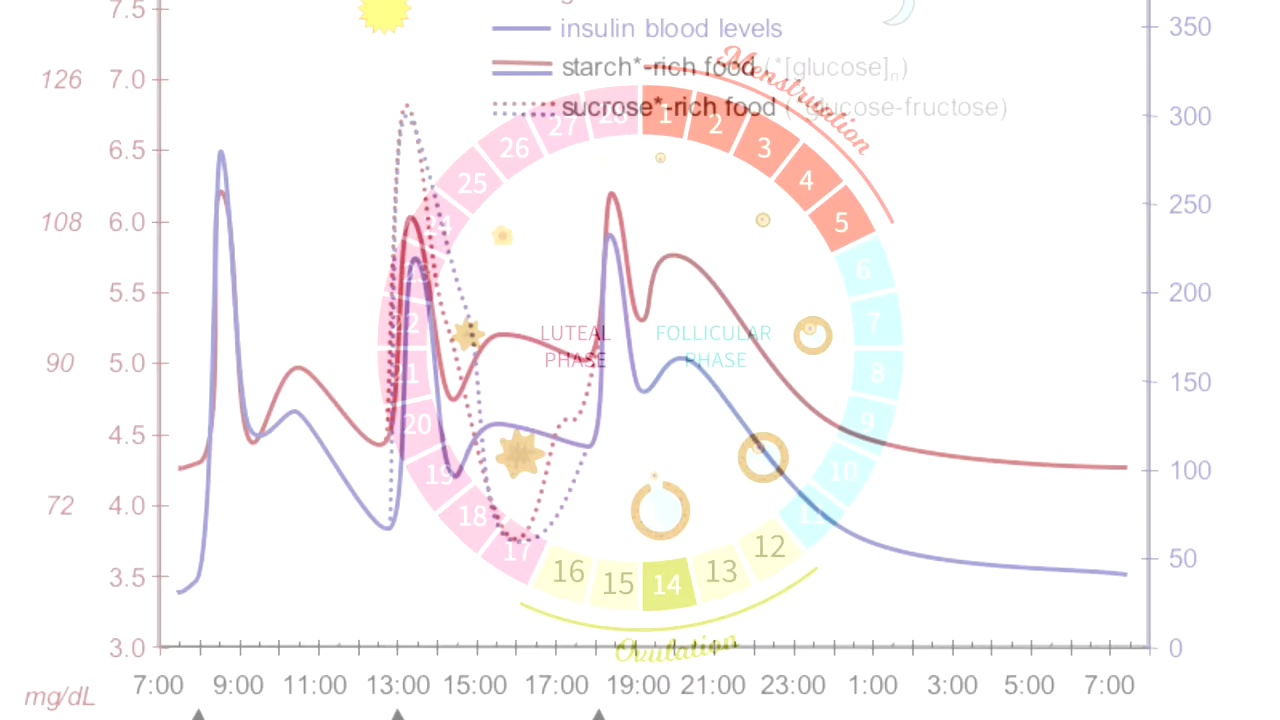 7.5
350
insulin blood levels
126
7.0
starch*-rich food (*[glucose]n)
Menstruation
300
sucrose*-rich food (*glucose-fructose)
27 28 1 2
6.5
26 3
25 4
250
108
6.0
24 5
23 6
5.5
200
22 7
LUTEAL
PHASE
FOLLICULAR
PHASE
90
5.0
21 8
150
4.5
20 9
100
19 10
72
4.0
18 11
17 12
50
3.5
16 15 14 13
3.0
Ovulation
0
mg/dL
7:00 9:00 11:00 13:00 15:00 17:00 19:00 21:00 23:00 1:00 3:00 5:00 7:00